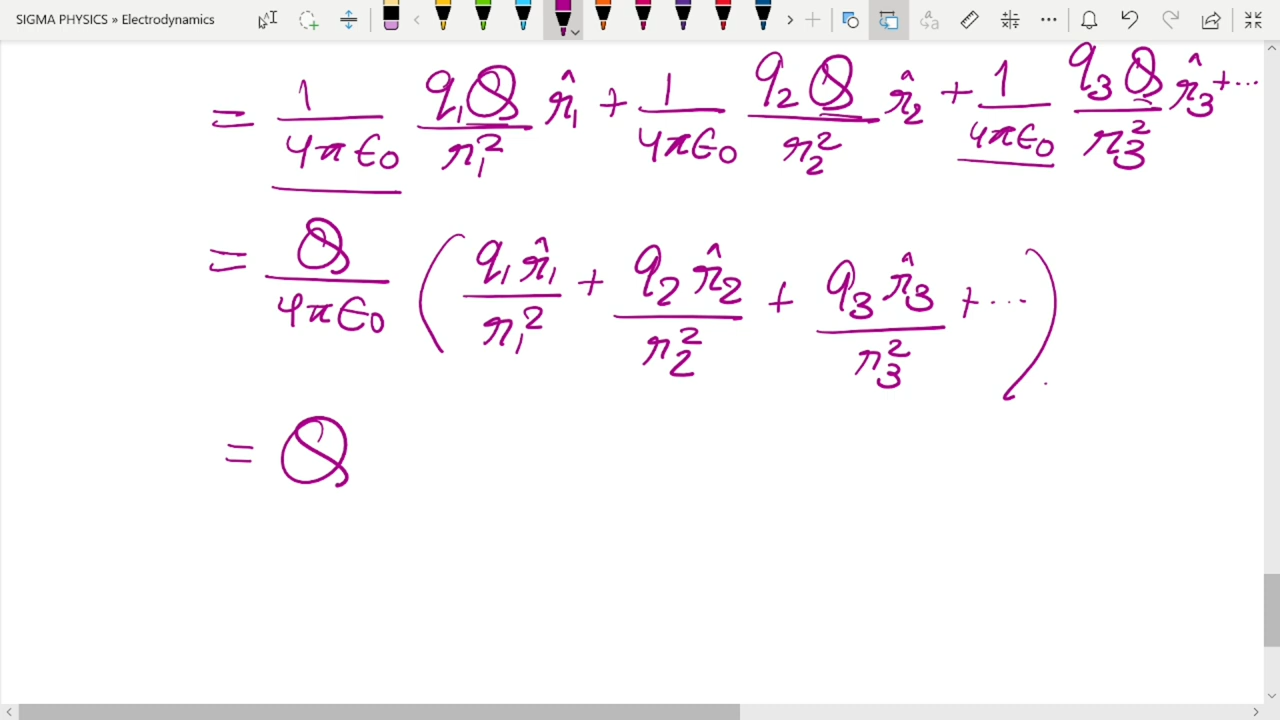 SIGMA PHYSICS » Electrodynamics
= 1/4πϵ₀ q₁Q/r₁² r̂₁ + 1/4πϵ₀ q₂Q/r₂² r̂₂ + 1/4πϵ₀ q₃Q/r₃² r̂₃ + ...
= Q/4πϵ₀ ( q₁r̂₁/r₁² + q₂r̂₂/r₂² + q₃r̂₃/r₃² + ... )
= Q